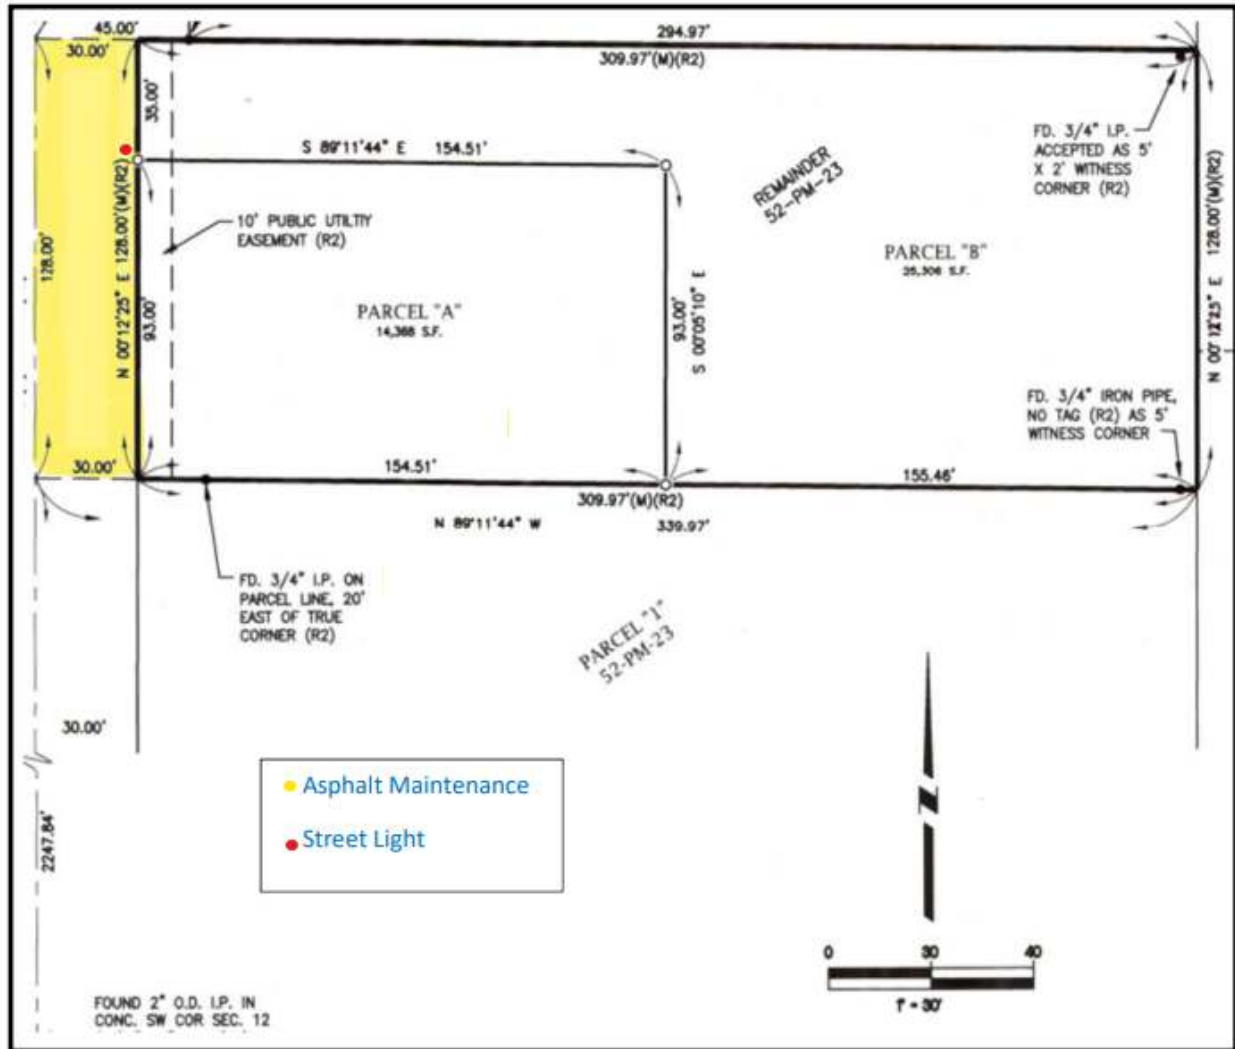 45.00'
294.97'
30.00'
309.97'(M)(R2)
35.00'
FD. 3/4" I.P.
ACCEPTED AS 5'
X 2' WITNESS
CORNER (R2)
S 89°11'44" E 154.51'
REMAINDER
52-PM-23
N 00°12'25" E 128.00'(M)(R2)
10' PUBLIC UTILTIY
EASEMENT (R2)
128.00'
PARCEL "B"
25,306 S.F.
N 00°12'25" E 128.00'(M)(R2)
PARCEL "A"
14,368 S.F.
93.00'
93.00'
S 00°05'10" E
FD. 3/4" IRON PIPE,
NO TAG (R2) AS 5'
WITNESS CORNER
30.00'
154.51'
155.46'
309.97'(M)(R2)
N 89°11'44" W
339.97'
FD. 3/4" I.P. ON
PARCEL LINE, 20'
EAST OF TRUE
CORNER (R2)
PARCEL "1"
52-PM-23
30.00'
Asphalt Maintenance
Street Light
2247.84'
N
0 30 40
1" = 30'
FOUND 2" O.D. I.P. IN
CONC. SW COR SEC. 12